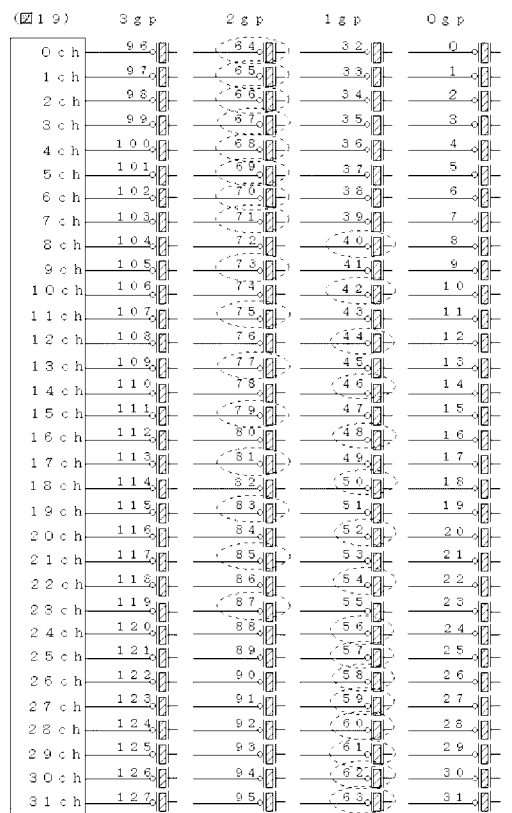 (図19) 3gp 2gp 1gp 0gp
0ch 96 64 32 0
1ch 97 65 33 1
2ch 98 66 34 2
3ch 99 67 35 3
4ch 100 68 36 4
5ch 101 69 37 5
6ch 102 70 38 6
7ch 103 71 39 7
8ch 104 72 40 8
9ch 105 73 41 9
10ch 106 74 42 10
11ch 107 75 43 11
12ch 108 76 44 12
13ch 109 77 45 13
14ch 110 78 46 14
15ch 111 79 47 15
16ch 112 80 48 16
17ch 113 81 49 17
18ch 114 82 50 18
19ch 115 83 51 19
20ch 116 84 52 20
21ch 117 85 53 21
22ch 118 86 54 22
23ch 119 87 55 23
24ch 120 88 56 24
25ch 121 89 57 25
26ch 122 90 58 26
27ch 123 91 59 27
28ch 124 92 60 28
29ch 125 93 61 29
30ch 126 94 62 30
31ch 127 95 63 31